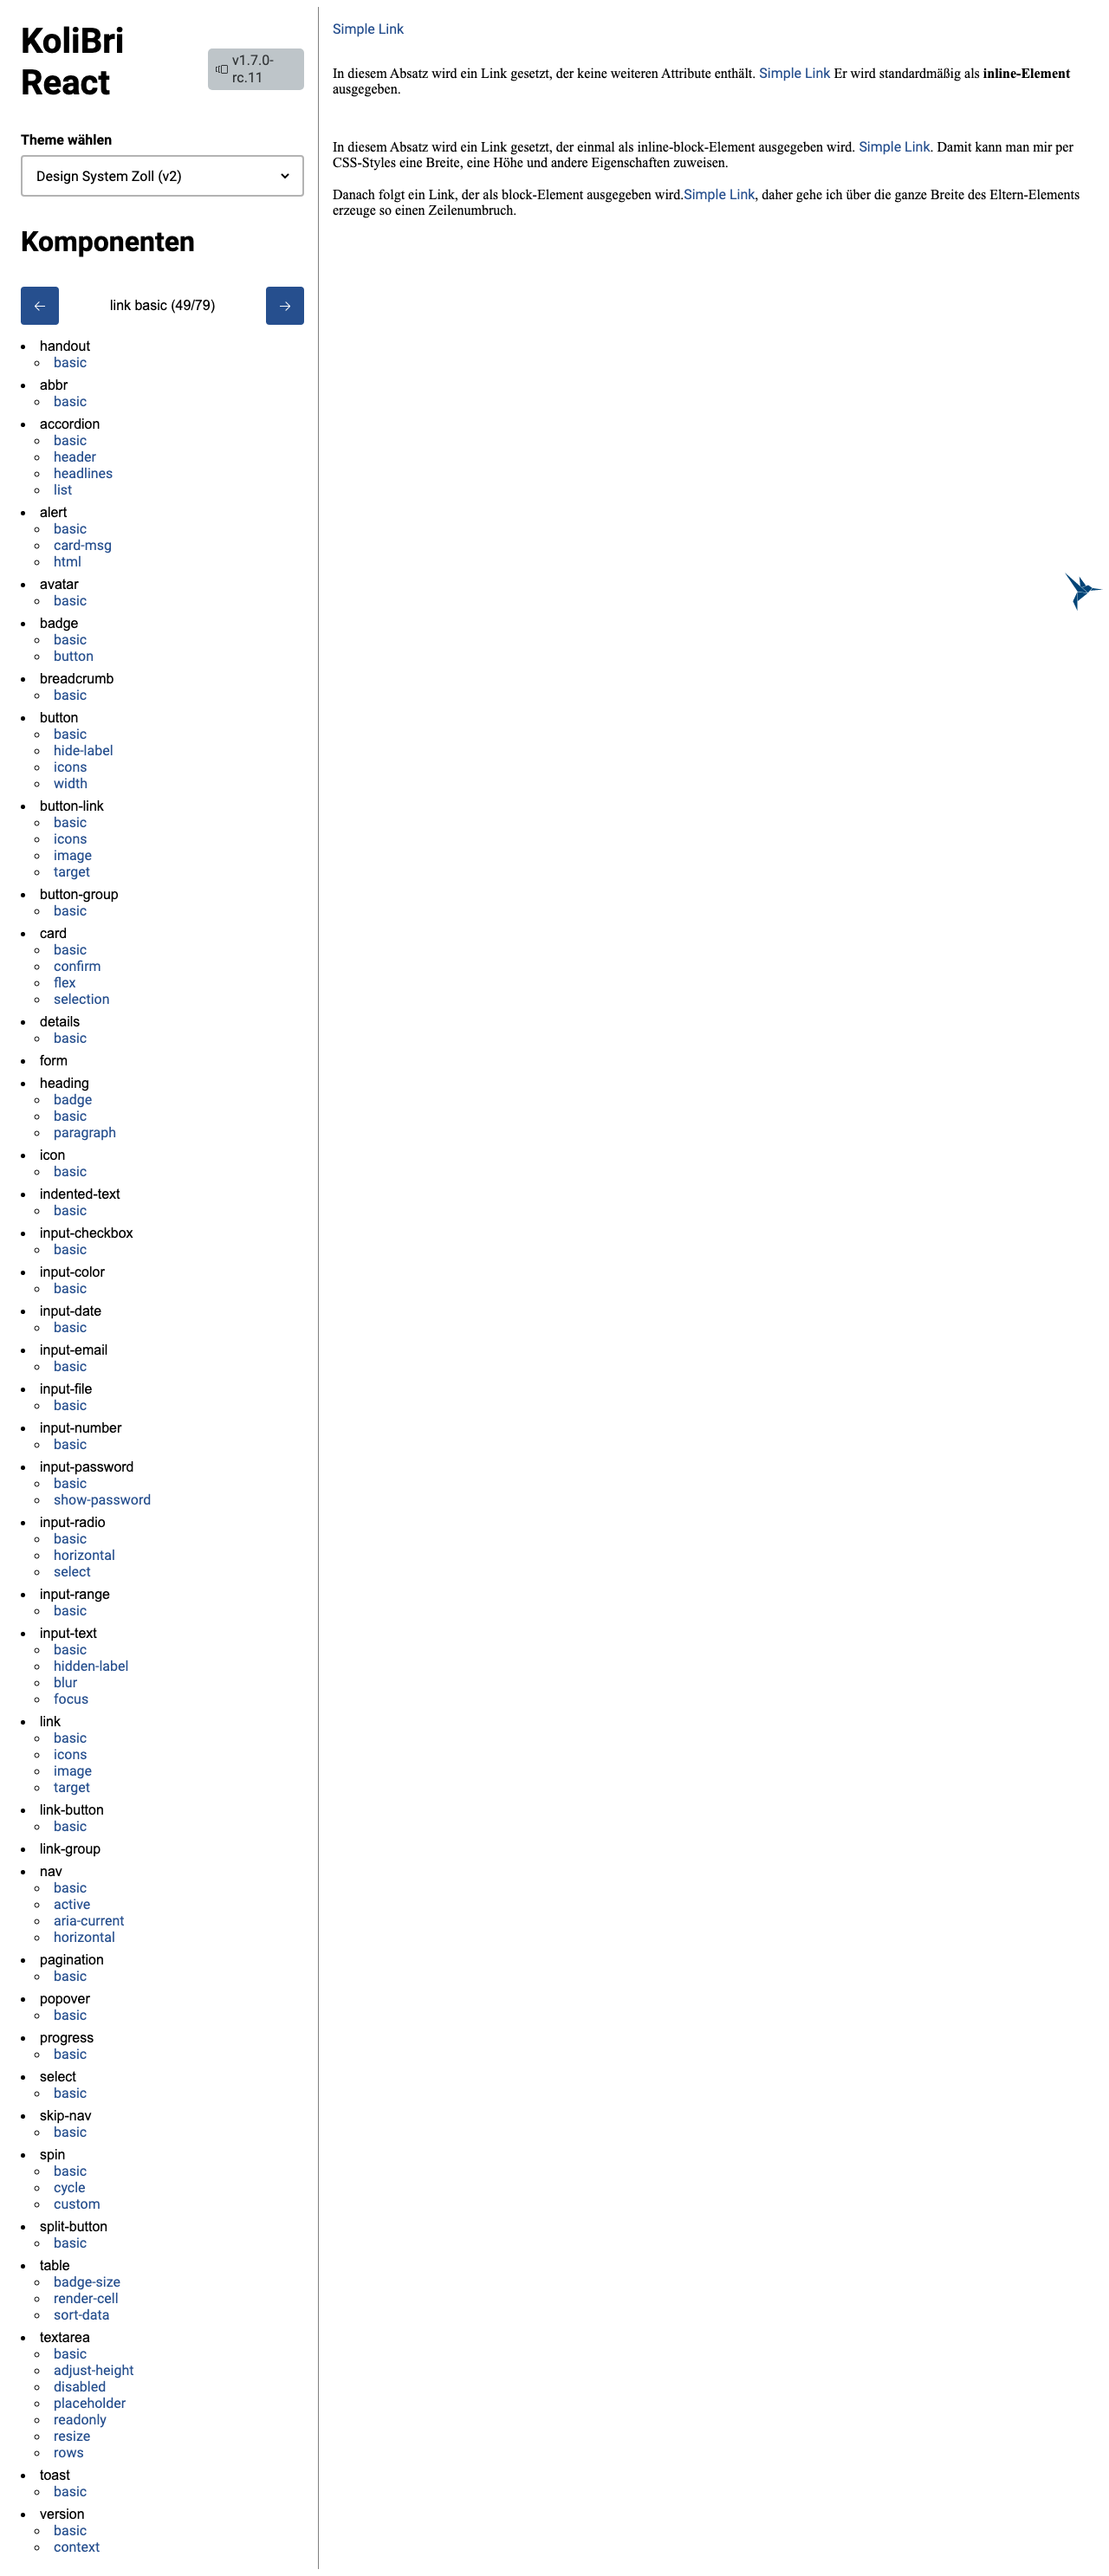 KoliBri
React
v1.7.0-
rc.11
Theme wählen
Design System Zoll (v2)
Komponenten
link basic (49/79)
handout
basic
abbr
basic
accordion
basic
header
headlines
list
alert
basic
card-msg
html
avatar
basic
badge
basic
button
breadcrumb
basic
button
basic
hide-label
icons
width
button-link
basic
icons
image
target
button-group
basic
card
basic
confirm
flex
selection
details
basic
form
heading
badge
basic
paragraph
icon
basic
indented-text
basic
input-checkbox
basic
input-color
basic
input-date
basic
input-email
basic
input-file
basic
input-number
basic
input-password
basic
show-password
input-radio
basic
horizontal
select
input-range
basic
input-text
basic
hidden-label
blur
focus
link
basic
icons
image
target
link-button
basic
link-group
nav
basic
active
aria-current
horizontal
pagination
basic
popover
basic
progress
basic
select
basic
skip-nav
basic
spin
basic
cycle
custom
split-button
basic
table
badge-size
render-cell
sort-data
textarea
basic
adjust-height
disabled
placeholder
readonly
resize
rows
toast
basic
version
basic
context
Simple Link
In diesem Absatz wird ein Link gesetzt, der keine weiteren Attribute enthält. Simple Link Er wird standardmäßig als inline-Element
ausgegeben.
In diesem Absatz wird ein Link gesetzt, der einmal als inline-block-Element ausgegeben wird. Simple Link. Damit kann man mir per
CSS-Styles eine Breite, eine Höhe und andere Eigenschaften zuweisen.
Danach folgt ein Link, der als block-Element ausgegeben wird.Simple Link, daher gehe ich über die ganze Breite des Eltern-Elements
erzeuge so einen Zeilenumbruch.